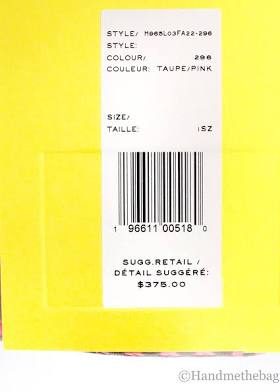 STYLE/ M965L03FA22-296
STYLE:
COLOUR/ 296
COULEUR: TAUPE/PINK
SIZE/
TAILLE: 1SZ
1 96611 00518 0
SUGG.RETAIL /
DÉTAIL SUGGÉRÉ:
$375.00
©Handmethebag